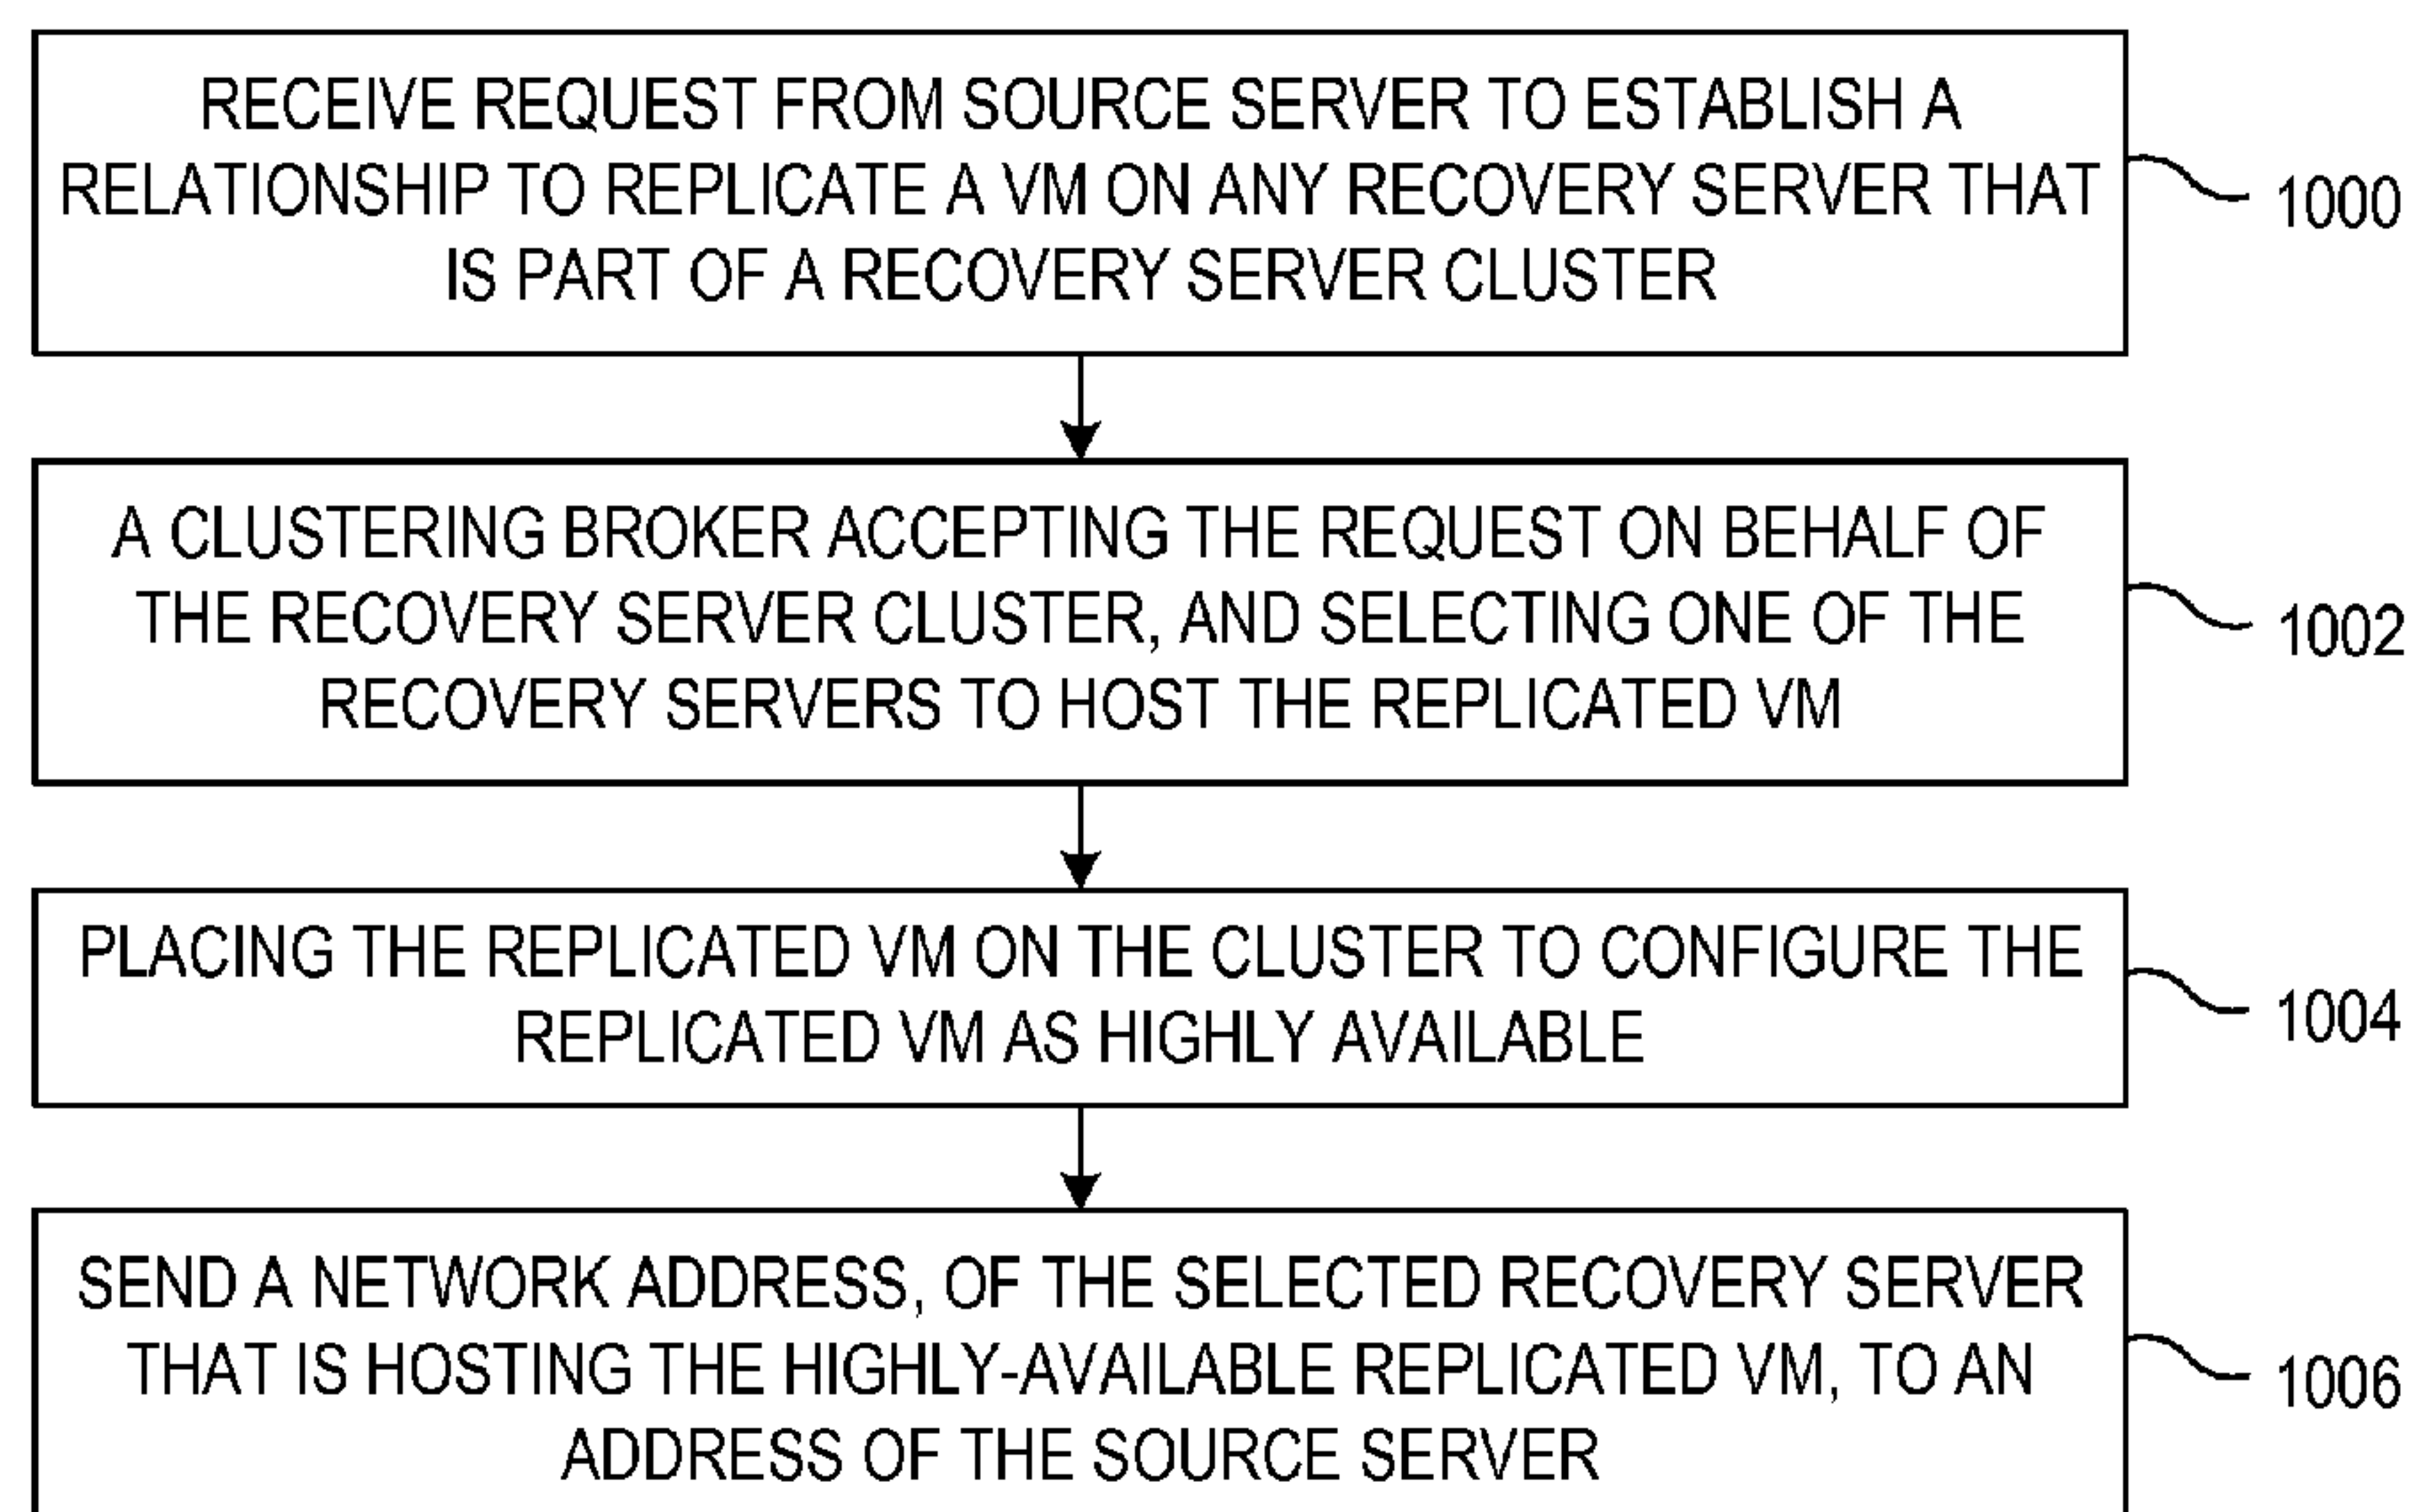 RECEIVE REQUEST FROM SOURCE SERVER TO ESTABLISH A
RELATIONSHIP TO REPLICATE A VM ON ANY RECOVERY SERVER THAT
IS PART OF A RECOVERY SERVER CLUSTER
1000
A CLUSTERING BROKER ACCEPTING THE REQUEST ON BEHALF OF
THE RECOVERY SERVER CLUSTER, AND SELECTING ONE OF THE
RECOVERY SERVERS TO HOST THE REPLICATED VM
1002
PLACING THE REPLICATED VM ON THE CLUSTER TO CONFIGURE THE
REPLICATED VM AS HIGHLY AVAILABLE
1004
SEND A NETWORK ADDRESS, OF THE SELECTED RECOVERY SERVER
THAT IS HOSTING THE HIGHLY-AVAILABLE REPLICATED VM, TO AN
ADDRESS OF THE SOURCE SERVER
1006